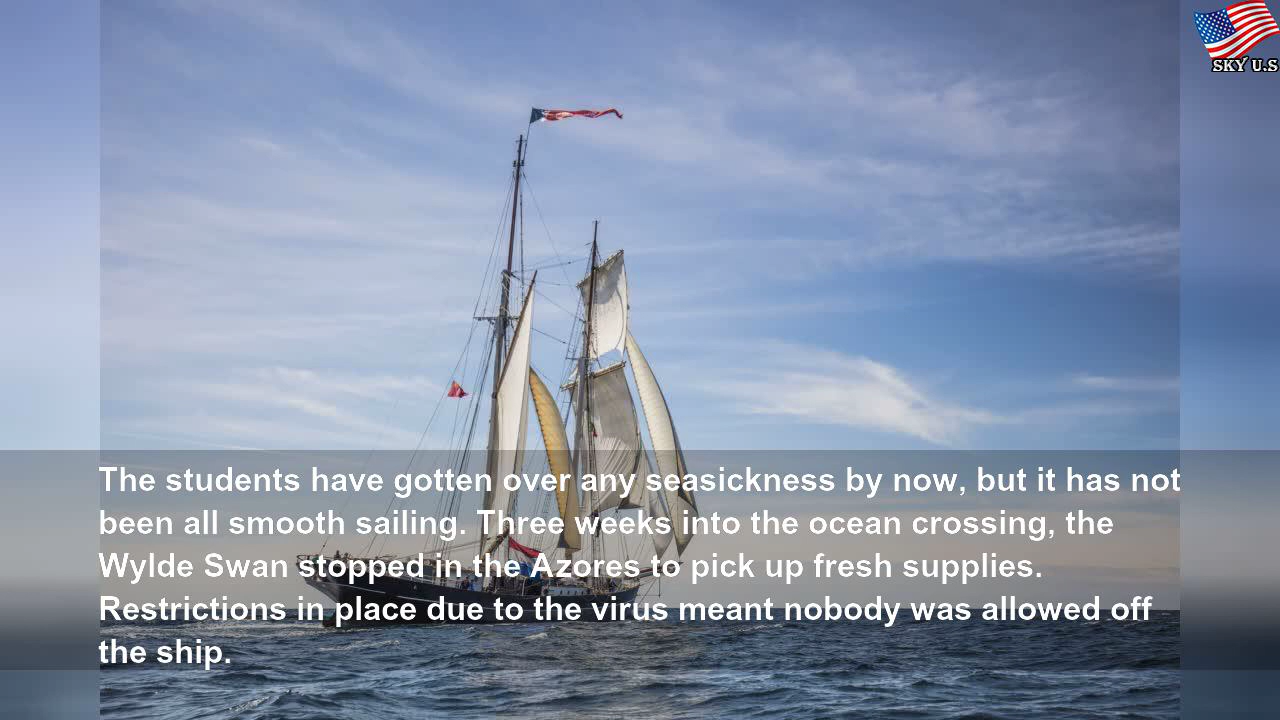 SKY U.S
The students have gotten over any seasickness by now, but it has not
been all smooth sailing. Three weeks into the ocean crossing, the
Wylde Swan stopped in the Azores to pick up fresh supplies.
Restrictions in place due to the virus meant nobody was allowed off
the ship.